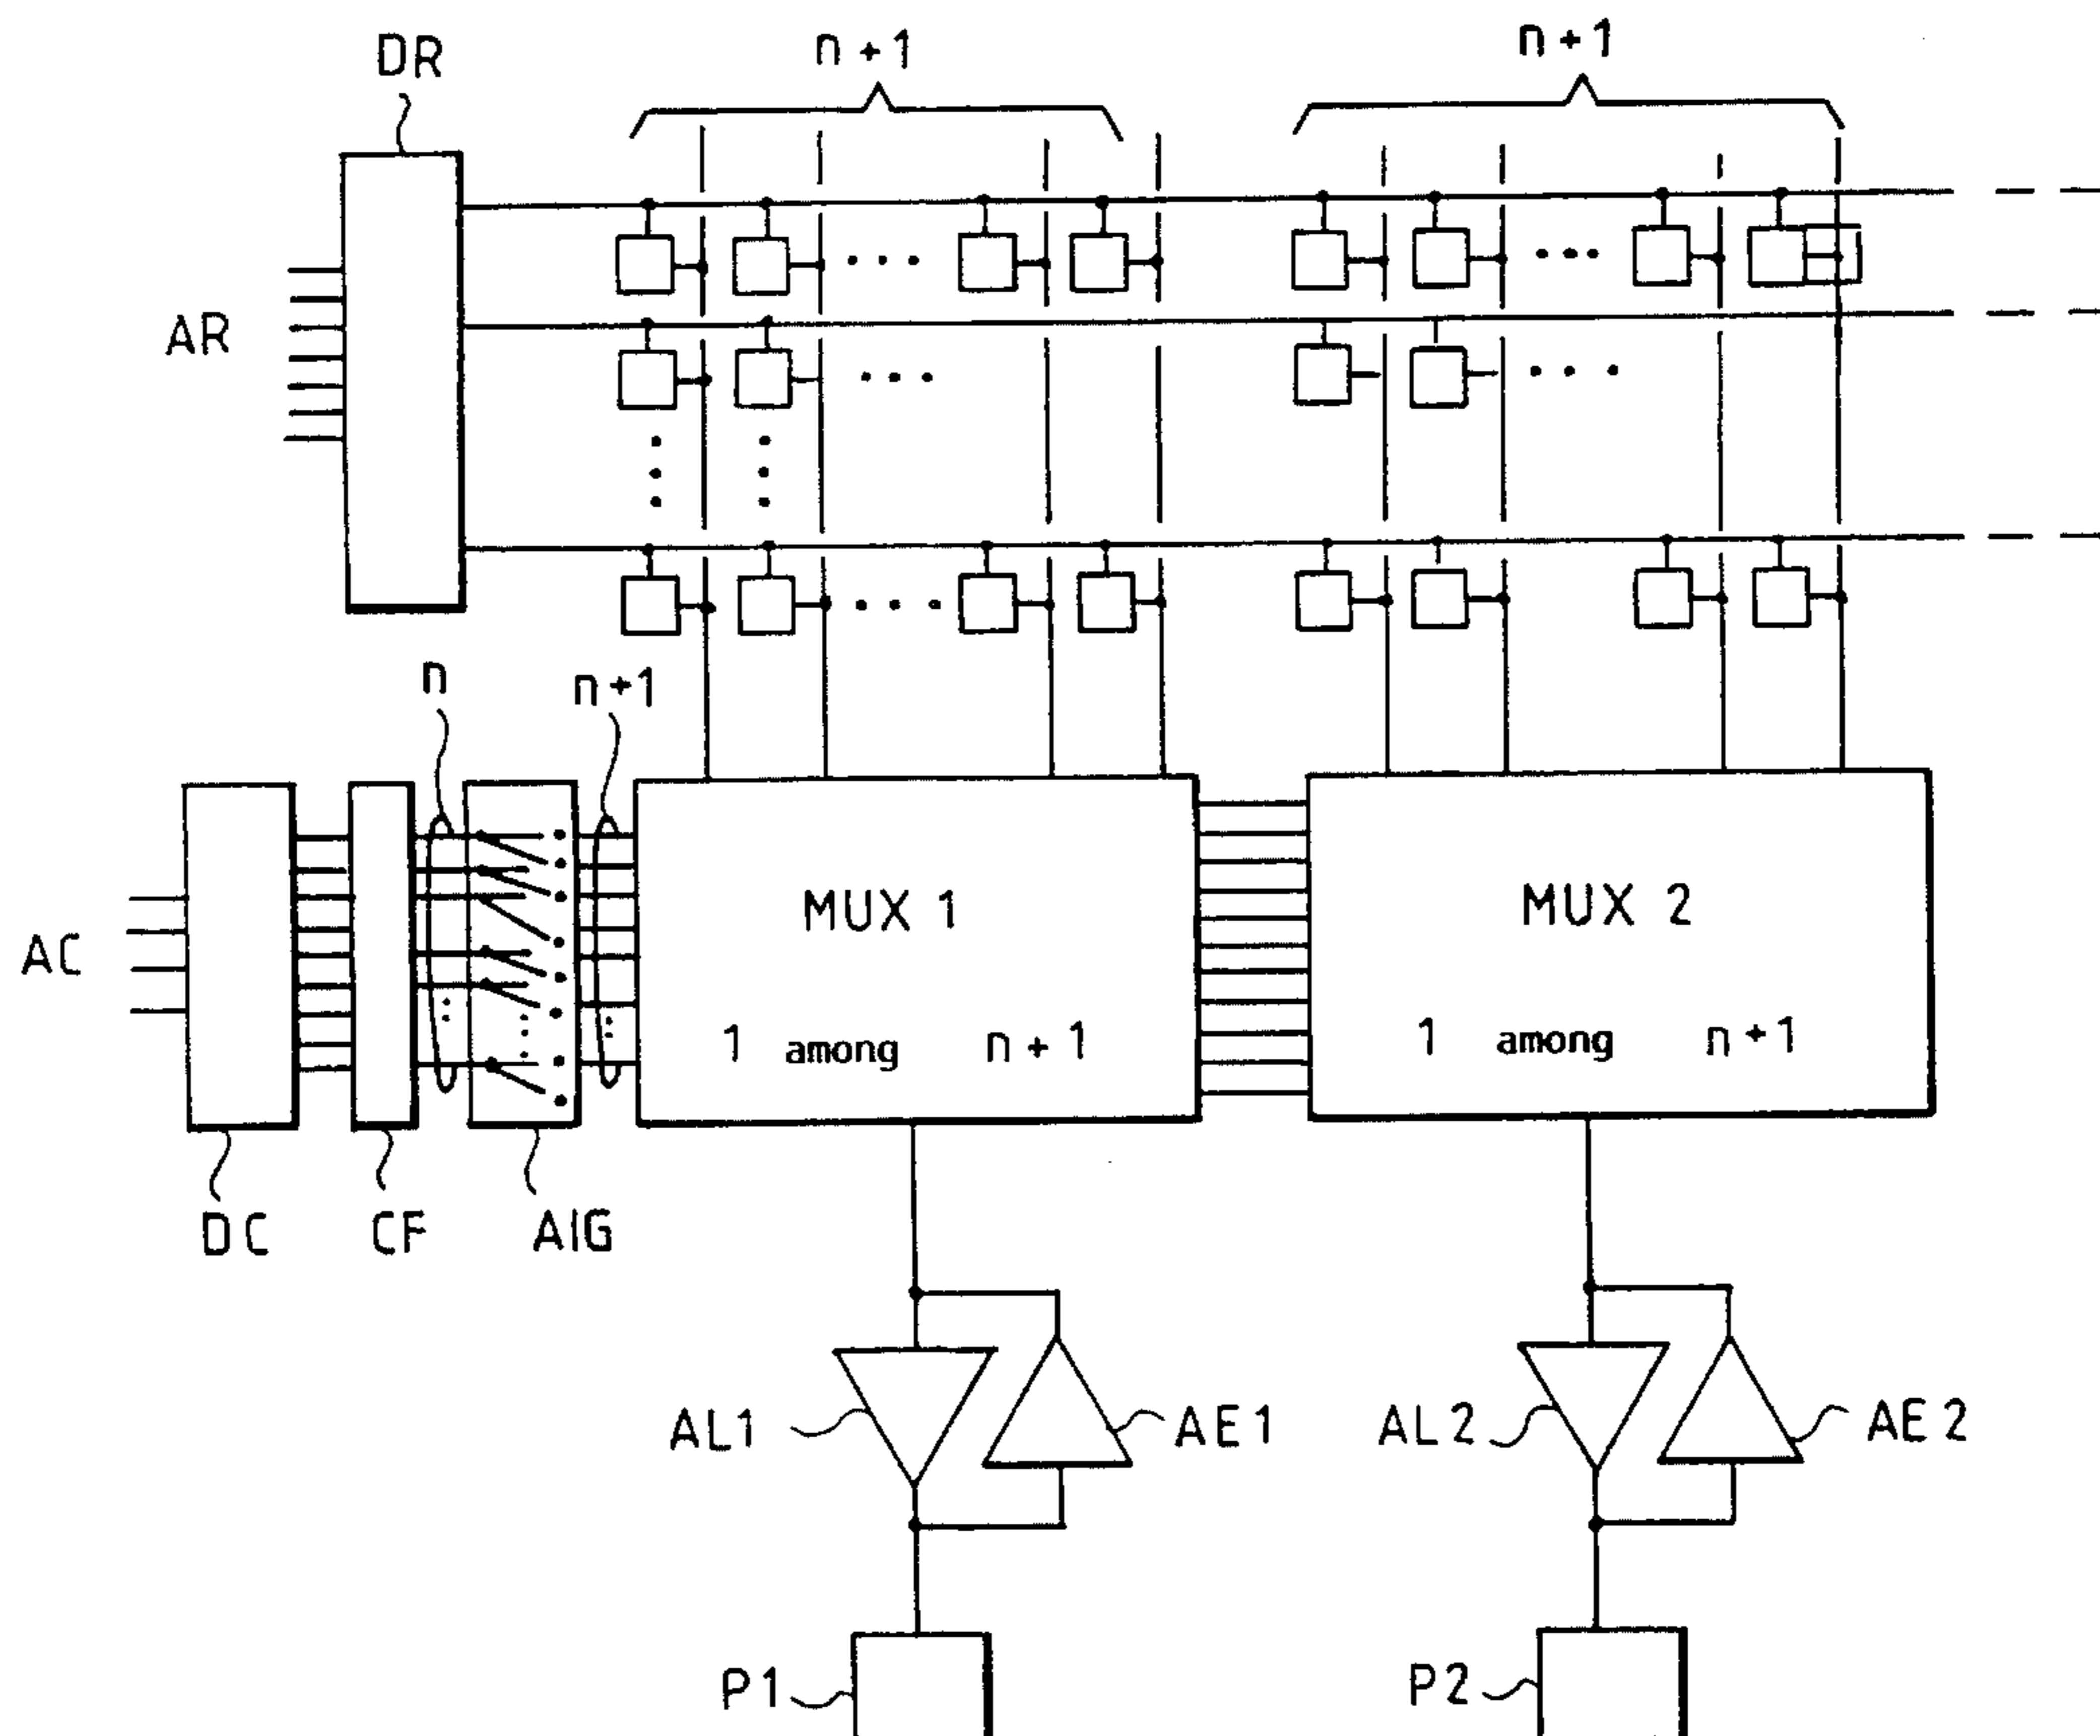 DR
n+1
n+1
AR
n
n+1
AC
MUX 1
MUX 2
1 among n+1
1 among n+1
DC
CF
AIG
AL1
AE1
AL2
AE2
P1
P2